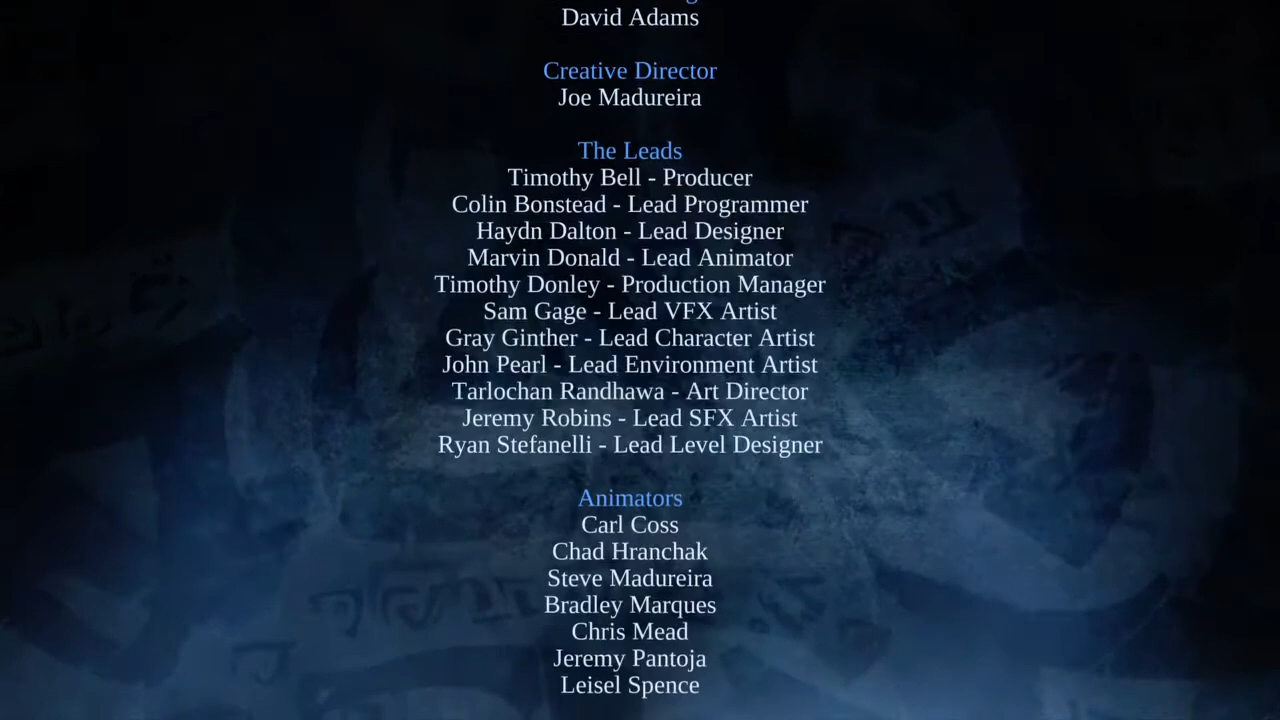 David Adams
Creative Director
Joe Madureira
The Leads
Timothy Bell - Producer
Colin Bonstead - Lead Programmer
Haydn Dalton - Lead Designer
Marvin Donald - Lead Animator
Timothy Donley - Production Manager
Sam Gage - Lead VFX Artist
Gray Ginther - Lead Character Artist
John Pearl - Lead Environment Artist
Tarlochan Randhawa - Art Director
Jeremy Robins - Lead SFX Artist
Ryan Stefanelli - Lead Level Designer
Animators
Carl Coss
Chad Hranchak
Steve Madureira
Bradley Marques
Chris Mead
Jeremy Pantoja
Leisel Spence